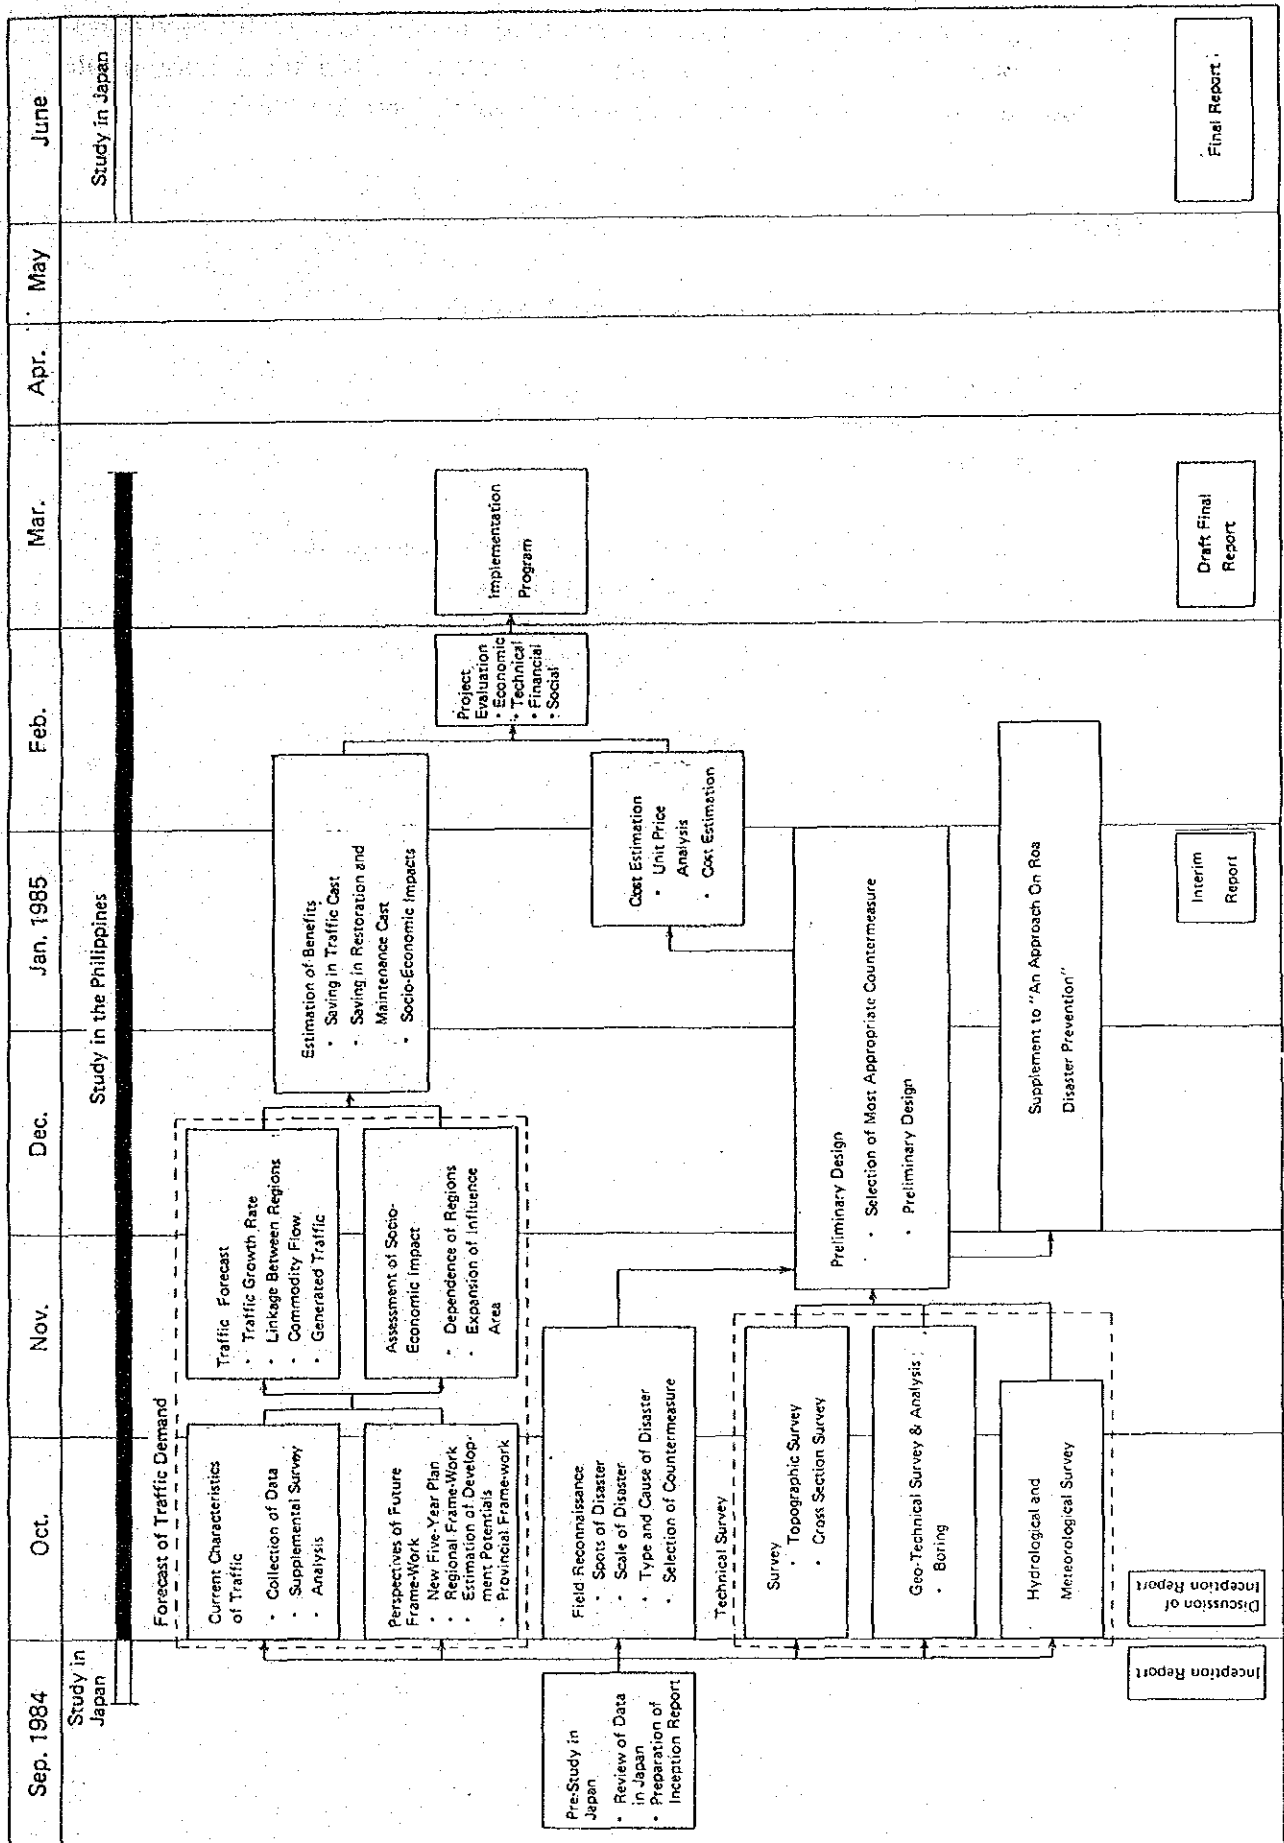 Sep. 1984
Oct.
Nov.
Dec.
Jan. 1985
Feb.
Mar.
Apr.
May
June
Study in
Japan
Study in the Philippines
Study in Japan
Forecast of Traffic Demand
Current Characteristics
of Traffic
• Collection of Data
• Supplemental Survey
• Analysis
Traffic Forecast
• Traffic Growth Rate
• Linkage Between Regions
• Commodity Flow
• Generated Traffic
Perspectives of Future
Frame-Work
• New Five-Year Plan
• Regional Frame-Work
• Estimation of Develop-
ment Potentials
• Provincial Frame-work
Assessment of Socio-
Economic Impact
• Dependence of Regions
• Expansion of Influence
Area
Estimation of Benefits
• Saving in Traffic Cast
• Saving in Restoration and
Maintenance Cast
• Socio-Economic Impacts
Project
Evaluation
• Economic
• Technical
• Financial
• Social
Implementation
Program
Pre-Study in
Japan
• Review of Data
in Japan
• Preparation of
Inception Report
Field Reconnaissance
• Spots of Disaster
• Scale of Disaster
• Type and Cause of Disaster
• Selection of Countermeasure
Cost Estimation
• Unit Price
Analysis
• Cost Estimation
Technical Survey
Survey
• Topographic Survey
• Cross Section Survey
Geo-Technical Survey & Analysis
• Boring
Hydrological and
Meteorological Survey
Preliminary Design
• Selection of Most Appropriate Countermeasure
• Preliminary Design
Supplement to "An Approach On Roa
Disaster Prevention"
Inception Report
Discussion of
Inception Report
Interim
Report
Draft Final
Report
Final Report